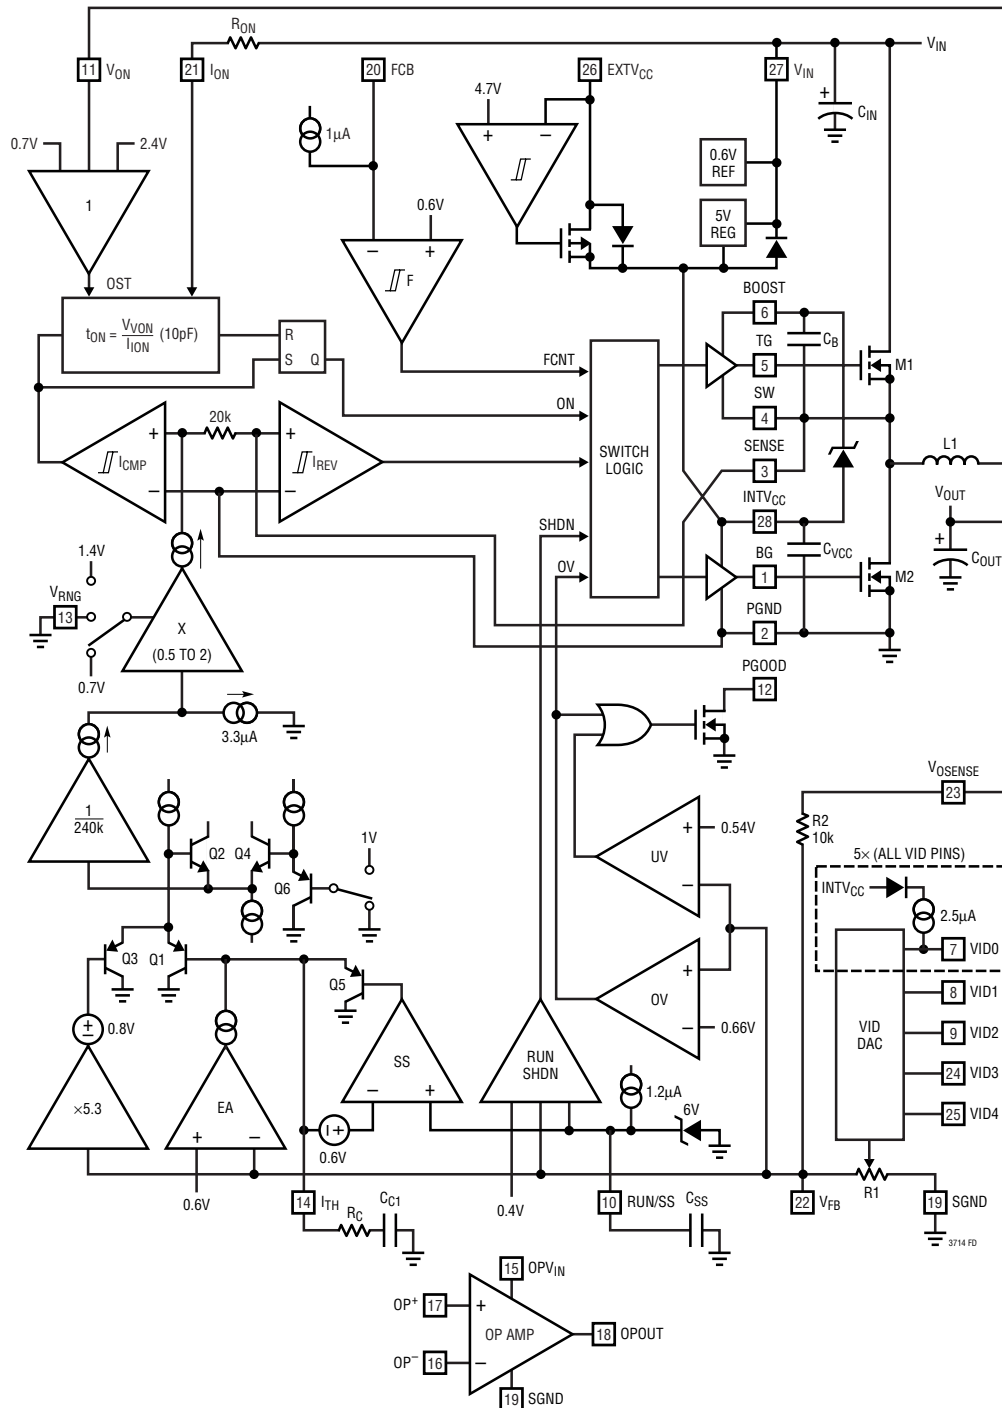 R_ON
V_IN
11 V_ON
21 I_ON
20 FCB
26 EXTV_CC
27 V_IN
+
C_IN
4.7V
+ −
1µA
0.7V
2.4V
0.6V
REF
1
0.6V
5V
REG
− +
F
OST
BOOST
6
t_ON = V_VON / I_ION (10pF)
R
S Q
FCNT
TG
5
C_B
M1
ON
SW
4
20k
+
I_CMP
−
+
I_REV
−
SWITCH
LOGIC
SENSE
3
L1
INTV_CC
28
V_OUT
SHDN
1.4V
OV
BG
1
C_VCC
M2
+
C_OUT
V_RNG
13
X
(0.5 TO 2)
PGND
2
0.7V
PGOOD
12
3.3µA
V_OSENSE
23
1
240k
Q2
Q4
Q6
1V
+
UV
−
0.54V
R2
10k
5× (ALL VID PINS)
INTV_CC
2.5µA
7 VID0
Q3
Q1
Q5
+
OV
−
0.66V
8 VID1
+
−
0.8V
VID
DAC
9 VID2
SS
− +
RUN
SHDN
1.2µA
24 VID3
×5.3
EA
+ −
6V
25 VID4
− +
0.6V
0.6V
14 I_TH
C_C1
R_C
0.4V
10 RUN/SS
C_SS
22 V_FB
R1
19 SGND
3714 FD
15 OPV_IN
OP+ 17
+
OP AMP
18 OPOUT
OP− 16
−
19 SGND